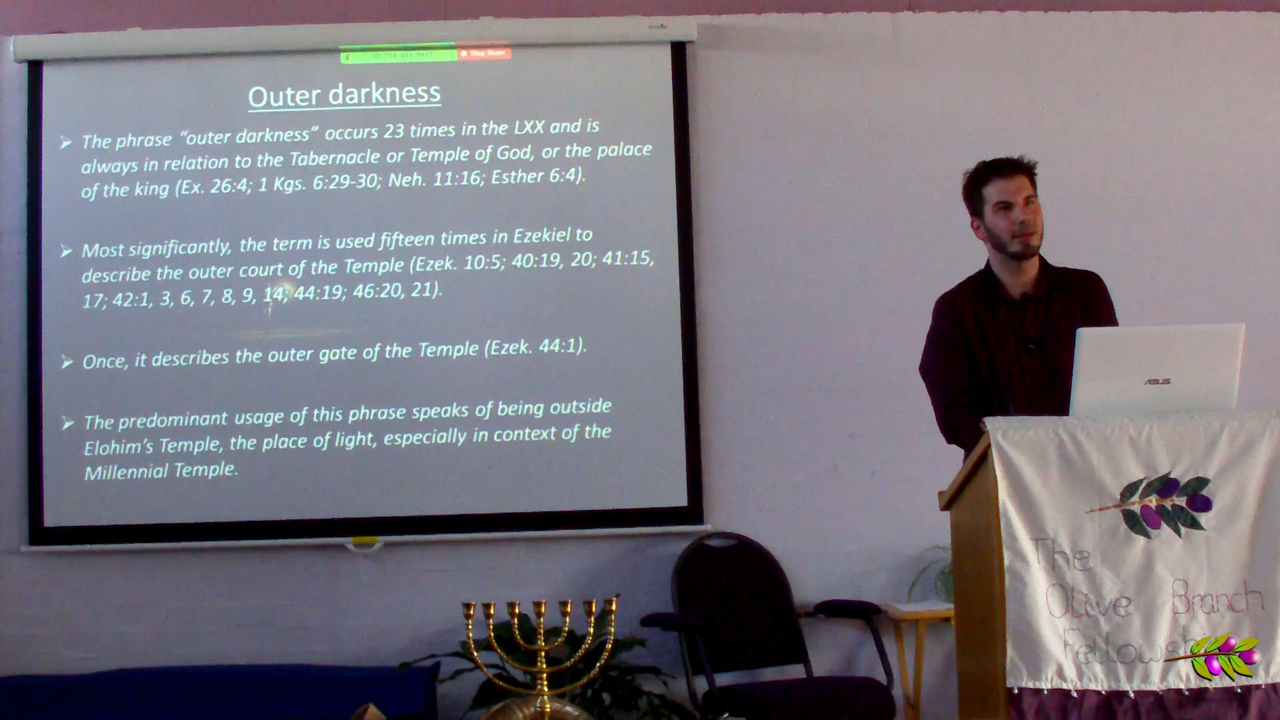 Stop Share
Outer darkness
➢ The phrase “outer darkness” occurs 23 times in the LXX and is
always in relation to the Tabernacle or Temple of God, or the palace
of the king (Ex. 26:4; 1 Kgs. 6:29-30; Neh. 11:16; Esther 6:4).
➢ Most significantly, the term is used fifteen times in Ezekiel to
describe the outer court of the Temple (Ezek. 10:5; 40:19, 20; 41:15,
17; 42:1, 3, 6, 7, 8, 9, 14; 44:19; 46:20, 21).
➢ Once, it describes the outer gate of the Temple (Ezek. 44:1).
➢ The predominant usage of this phrase speaks of being outside
Elohim’s Temple, the place of light, especially in context of the
Millennial Temple.
ASUS
The
Olive Branch